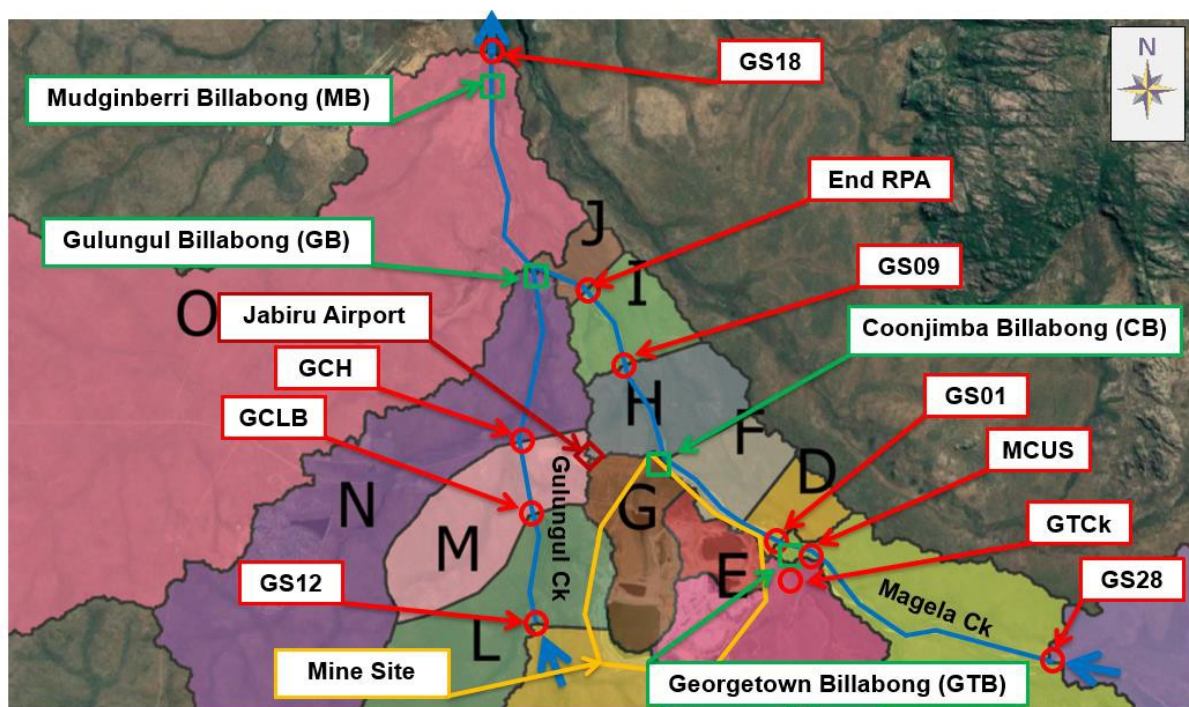 N
GS18
Mudginberri Billabong (MB)
End RPA
J
Gulungul Billabong (GB)
GS09
I
O
Jabiru Airport
Coonjimba Billabong (CB)
GCH
GS01
H
F
GCLB
MCUS
D
Gulungul Ck
G
N
GTCk
M
E
GS12
Magela Ck
GS28
L
Mine Site
Georgetown Billabong (GTB)